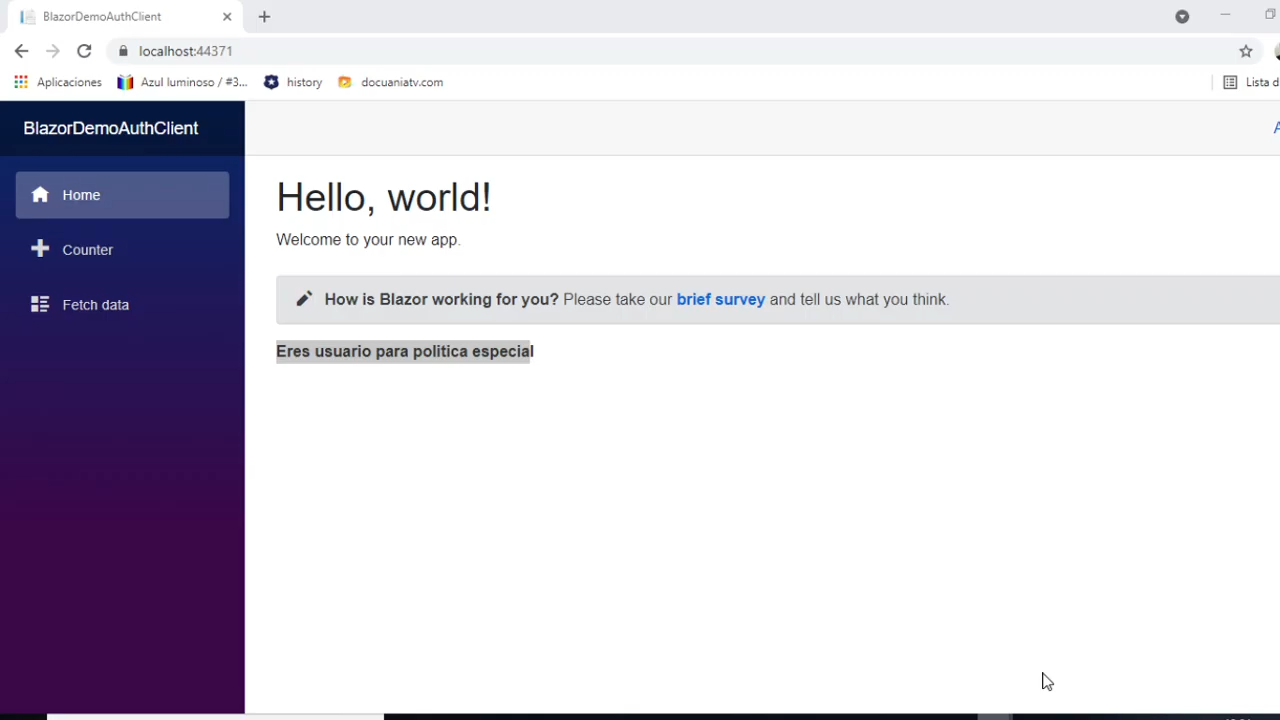 BlazorDemoAuthClient
localhost:44371
Aplicaciones
Azul luminoso / #3...
history
docuaniatv.com
Lista d
BlazorDemoAuthClient
A
Home
Counter
Fetch data
Hello, world!
Welcome to your new app.
How is Blazor working for you? Please take our brief survey and tell us what you think.
Eres usuario para politica especial